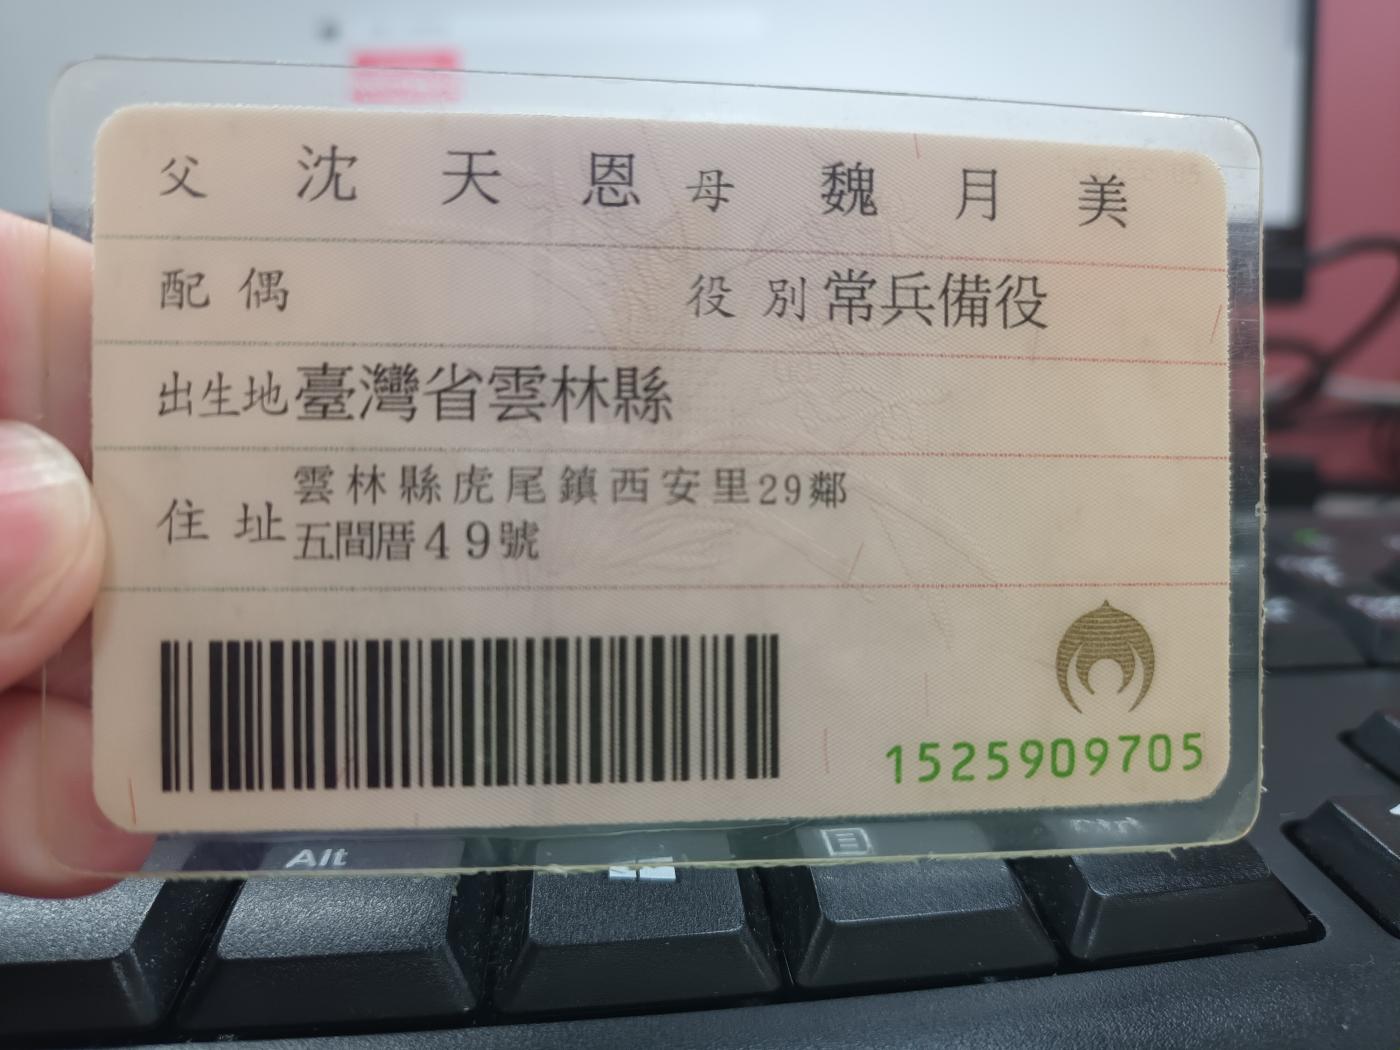 父 沈天恩 母 魏月美
配偶 役別 常兵備役
出生地 臺灣省雲林縣
住址 雲林縣虎尾鎮西安里29鄰
五間厝49號
1525909705
Alt